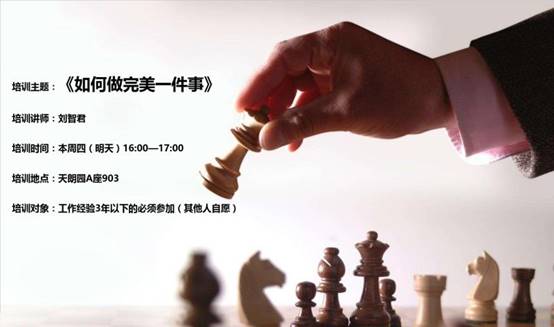 培训主题：《如何做完美一件事》
培训讲师：刘智君
培训时间：本周四（明天）16:00—17:00
培训地点：天朗园A座903
培训对象：工作经验3年以下的必须参加（其他人自愿）